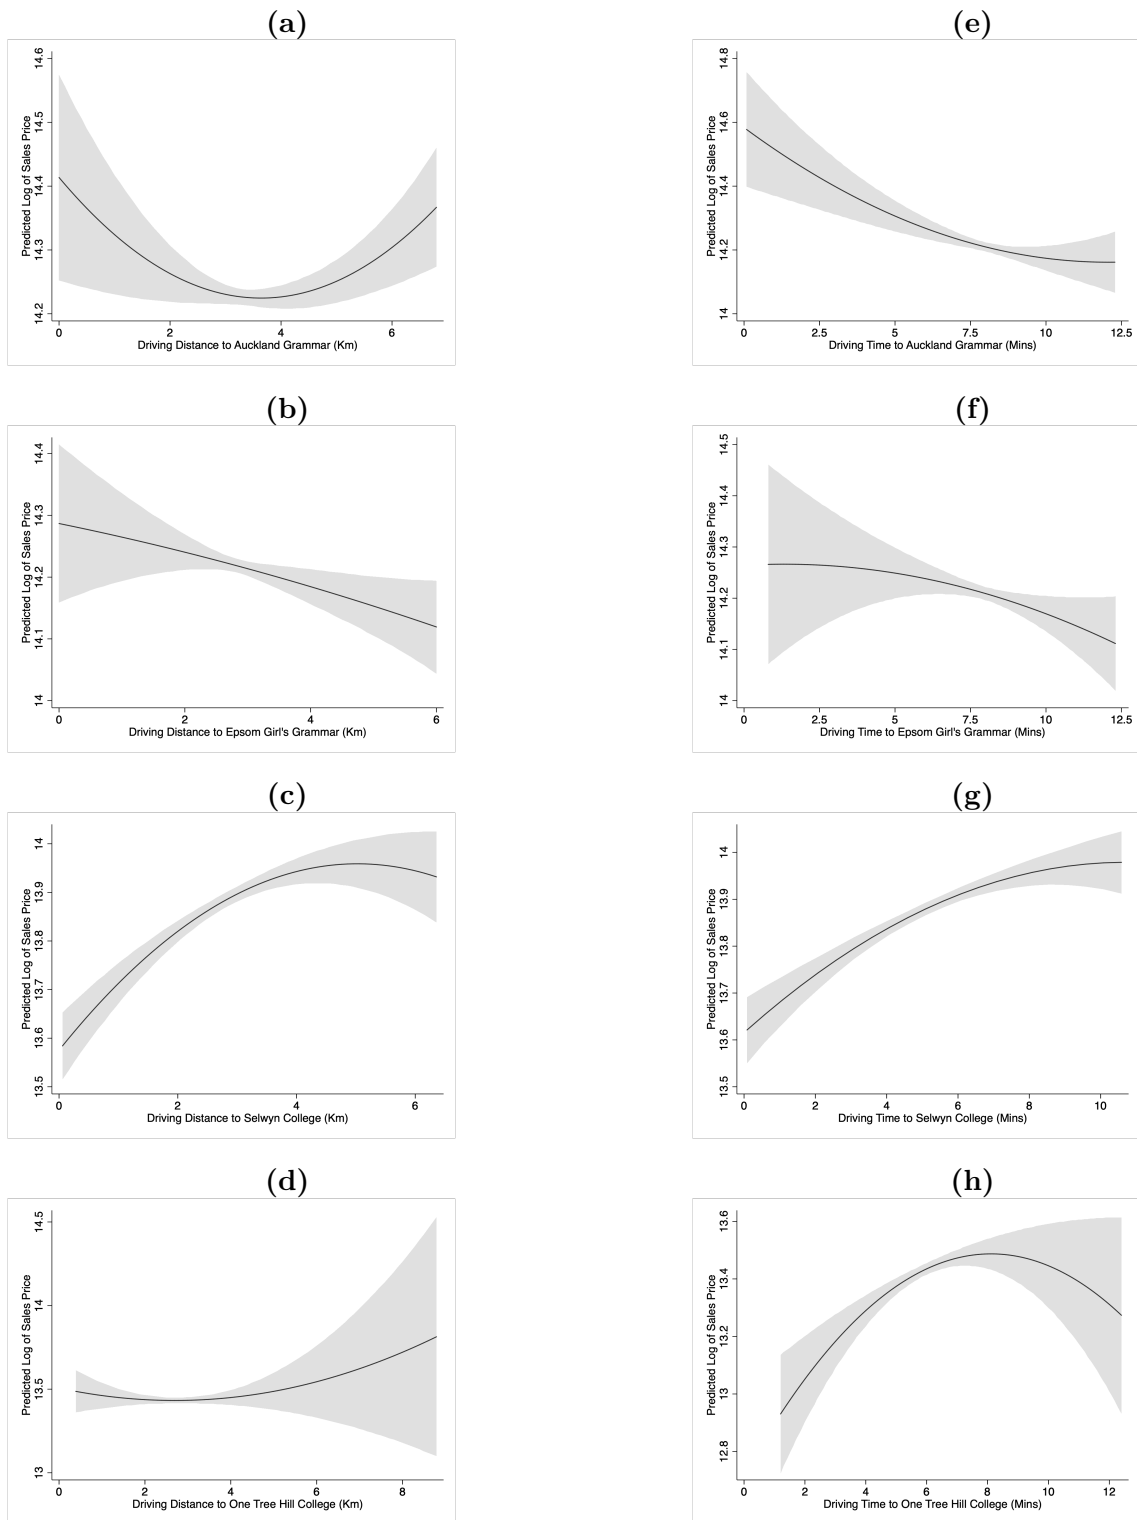 (a)
Predicted Log of Sales Price
14.6
14.5
14.4
14.3
14.2
0 2 4 6
Driving Distance to Auckland Grammar (Km)
(e)
Predicted Log of Sales Price
14.8
14.6
14.4
14.2
14
0 2.5 5 7.5 10 12.5
Driving Time to Auckland Grammar (Mins)
(b)
Predicted Log of Sales Price
14.4
14.3
14.2
14.1
14
0 2 4 6
Driving Distance to Epsom Girl's Grammar (Km)
(f)
Predicted Log of Sales Price
14.5
14.4
14.3
14.2
14.1
14
0 2.5 5 7.5 10 12.5
Driving Time to Epsom Girl's Grammar (Mins)
(c)
Predicted Log of Sales Price
14
13.9
13.8
13.7
13.6
13.5
0 2 4 6
Driving Distance to Selwyn College (Km)
(g)
Predicted Log of Sales Price
14
13.9
13.8
13.7
13.6
13.5
0 2 4 6 8 10
Driving Time to Selwyn College (Mins)
(d)
Predicted Log of Sales Price
14.5
14
13.5
13
0 2 4 6 8
Driving Distance to One Tree Hill College (Km)
(h)
Predicted Log of Sales Price
13.6
13.4
13.2
13
12.8
0 2 4 6 8 10 12
Driving Time to One Tree Hill College (Mins)